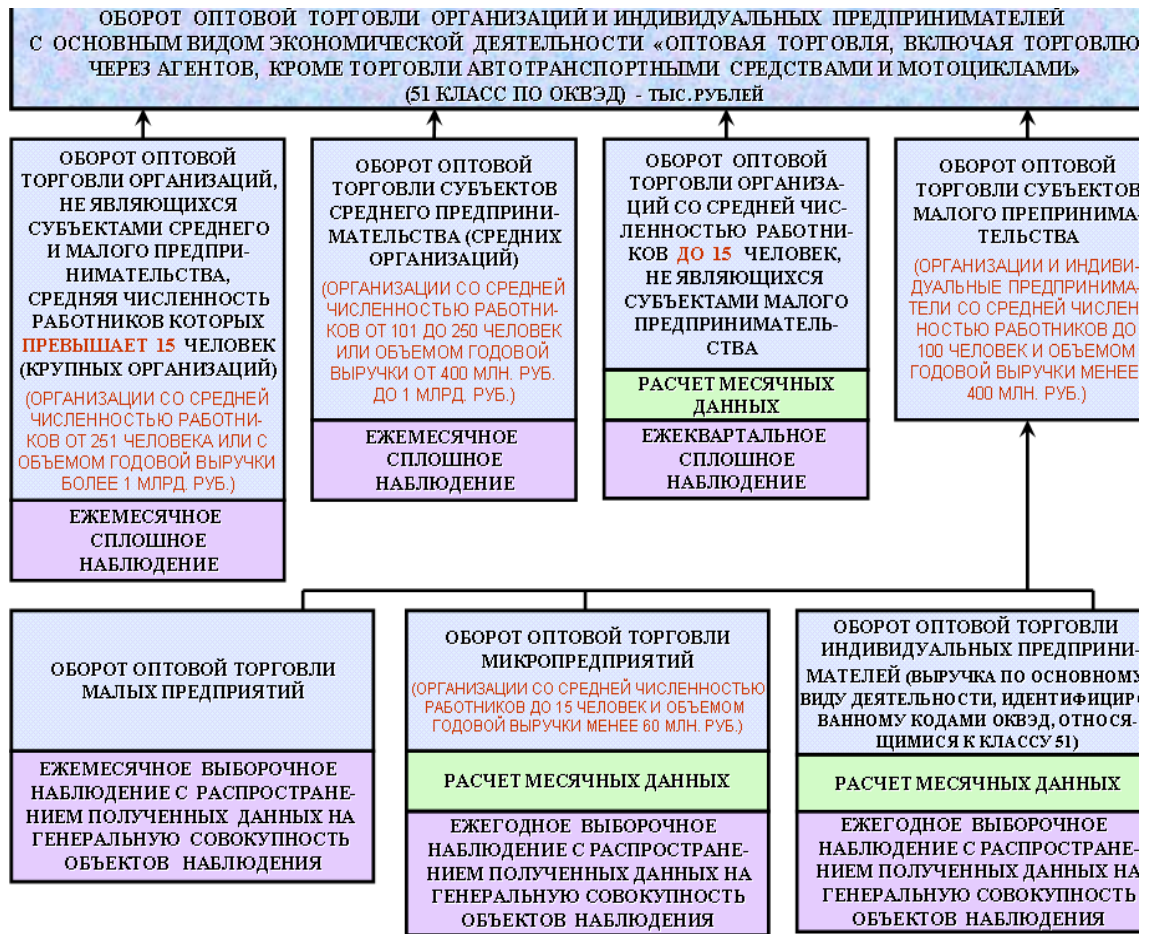 ОБОРОТ ОПТОВОЙ ТОРГОВЛИ ОРГАНИЗАЦИЙ И ИНДИВИДУАЛЬНЫХ ПРЕДПРИНИМАТЕЛЕЙ
С ОСНОВНЫМ ВИДОМ ЭКОНОМИЧЕСКОЙ ДЕЯТЕЛЬНОСТИ «ОПТОВАЯ ТОРГОВЛЯ, ВКЛЮЧАЯ ТОРГОВЛЮ
ЧЕРЕЗ АГЕНТОВ, КРОМЕ ТОРГОВЛИ АВТОТРАНСПОРТНЫМИ СРЕДСТВАМИ И МОТОЦИКЛАМИ»
(51 КЛАСС ПО ОКВЭД) - ТЫС.РУБЛЕЙ
ОБОРОТ ОПТОВОЙ
ТОРГОВЛИ ОРГАНИЗАЦИЙ,
НЕ ЯВЛЯЮЩИХСЯ
СУБЪЕКТАМИ СРЕДНЕГО
И МАЛОГО ПРЕДПРИ-
НИМАТЕЛЬСТВА,
СРЕДНЯЯ ЧИСЛЕННОСТЬ
РАБОТНИКОВ КОТОРЫХ
ПРЕВЫШАЕТ 15 ЧЕЛОВЕК
(КРУПНЫХ ОРГАНИЗАЦИЙ)
(ОРГАНИЗАЦИИ СО СРЕДНЕЙ
ЧИСЛЕННОСТЬЮ РАБОТНИ-
КОВ ОТ 251 ЧЕЛОВЕКА ИЛИ С
ОБЪЕМОМ ГОДОВОЙ ВЫРУЧКИ
БОЛЕЕ 1 МЛРД. РУБ.)
ЕЖЕМЕСЯЧНОЕ
СПЛОШНОЕ
НАБЛЮДЕНИЕ
ОБОРОТ ОПТОВОЙ
ТОРГОВЛИ СУБЪЕКТОВ
СРЕДНЕГО ПРЕДПРИНИ-
МАТЕЛЬСТВА (СРЕДНИХ
ОРГАНИЗАЦИЙ)
(ОРГАНИЗАЦИИ СО СРЕДНЕЙ
ЧИСЛЕННОСТЬЮ РАБОТНИ-
КОВ ОТ 101 ДО 250 ЧЕЛОВЕК
ИЛИ ОБЪЕМОМ ГОДОВОЙ
ВЫРУЧКИ ОТ 400 МЛН. РУБ.
ДО 1 МЛРД. РУБ.)
ЕЖЕМЕСЯЧНОЕ
СПЛОШНОЕ
НАБЛЮДЕНИЕ
ОБОРОТ ОПТОВОЙ
ТОРГОВЛИ ОРГАНИЗА-
ЦИЙ СО СРЕДНЕЙ ЧИС-
ЛЕННОСТЬЮ РАБОТНИ-
КОВ ДО 15 ЧЕЛОВЕК,
НЕ ЯВЛЯЮЩИХСЯ
СУБЪЕКТАМИ МАЛОГО
ПРЕДПРИНИМАТЕЛЬ-
СТВА
РАСЧЕТ МЕСЯЧНЫХ
ДАННЫХ
ЕЖЕКВАРТАЛЬНОЕ
СПЛОШНОЕ
НАБЛЮДЕНИЕ
ОБОРОТ ОПТОВОЙ
ТОРГОВЛИ СУБЪЕКТОВ
МАЛОГО ПРЕПРИНИМА-
ТЕЛЬСТВА
(ОРГАНИЗАЦИИ И ИНДИВИ-
ДУАЛЬНЫЕ ПРЕДПРИНИМА-
ТЕЛИ СО СРЕДНЕЙ ЧИСЛЕН-
НОСТЬЮ РАБОТНИКОВ ДО
100 ЧЕЛОВЕК И ОБЪЕМОМ
ГОДОВОЙ ВЫРУЧКИ МЕНЕЕ
400 МЛН. РУБ.)
ОБОРОТ ОПТОВОЙ ТОРГОВЛИ
МАЛЫХ ПРЕДПРИЯТИЙ
ЕЖЕМЕСЯЧНОЕ ВЫБОРОЧНОЕ
НАБЛЮДЕНИЕ С РАСПРОСТРАНЕ-
НИЕМ ПОЛУЧЕННЫХ ДАННЫХ НА
ГЕНЕРАЛЬНУЮ СОВОКУПНОСТЬ
ОБЪЕКТОВ НАБЛЮДЕНИЯ
ОБОРОТ ОПТОВОЙ ТОРГОВЛИ
МИКРОПРЕДПРИЯТИЙ
(ОРГАНИЗАЦИИ СО СРЕДНЕЙ ЧИСЛЕННОСТЬЮ
РАБОТНИКОВ ДО 15 ЧЕЛОВЕК И ОБЪЕМОМ
ГОДОВОЙ ВЫРУЧКИ МЕНЕЕ 60 МЛН. РУБ.)
РАСЧЕТ МЕСЯЧНЫХ ДАННЫХ
ЕЖЕГОДНОЕ ВЫБОРОЧНОЕ
НАБЛЮДЕНИЕ С РАСПРОСТРАНЕ-
НИЕМ ПОЛУЧЕННЫХ ДАННЫХ НА
ГЕНЕРАЛЬНУЮ СОВОКУПНОСТЬ
ОБЪЕКТОВ НАБЛЮДЕНИЯ
ОБОРОТ ОПТОВОЙ ТОРГОВЛИ
ИНДИВИДУАЛЬНЫХ ПРЕДПРИНИ-
МАТЕЛЕЙ (ВЫРУЧКА ПО ОСНОВНОМУ
ВИДУ ДЕЯТЕЛЬНОСТИ, ИДЕНТИФИЦИРО-
ВАННОМУ КОДАМИ ОКВЭД, ОТНОСЯ-
ЩИМИСЯ К КЛАССУ 51)
РАСЧЕТ МЕСЯЧНЫХ ДАННЫХ
ЕЖЕГОДНОЕ ВЫБОРОЧНОЕ
НАБЛЮДЕНИЕ С РАСПРОСТРАНЕ-
НИЕМ ПОЛУЧЕННЫХ ДАННЫХ НА
ГЕНЕРАЛЬНУЮ СОВОКУПНОСТЬ
ОБЪЕКТОВ НАБЛЮДЕНИЯ